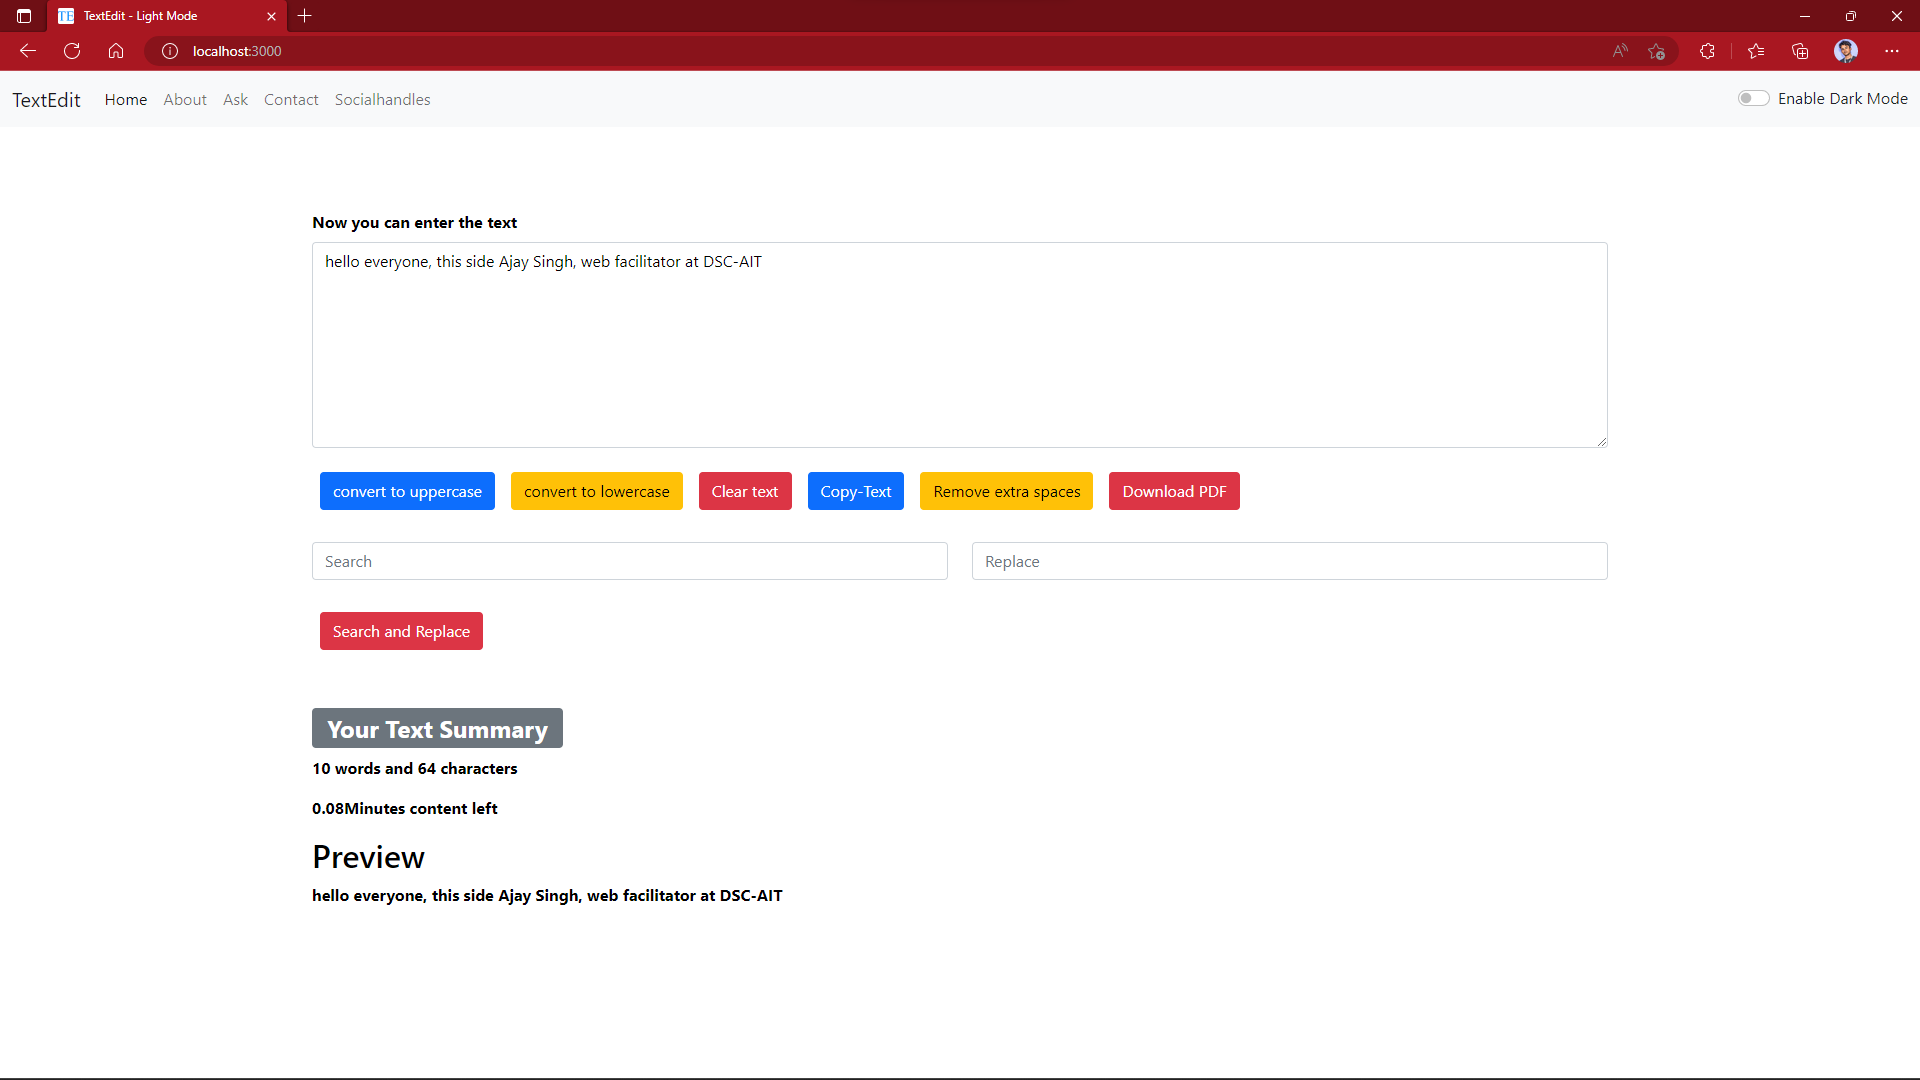 TextEdit - Light Mode
localhost:3000
TextEdit Home About Ask Contact Socialhandles Enable Dark Mode
Now you can enter the text
hello everyone, this side Ajay Singh, web facilitator at DSC-AIT
convert to uppercase convert to lowercase Clear text Copy-Text Remove extra spaces Download PDF
Search Replace
Search and Replace
Your Text Summary
10 words and 64 characters
0.08Minutes content left
Preview
hello everyone, this side Ajay Singh, web facilitator at DSC-AIT